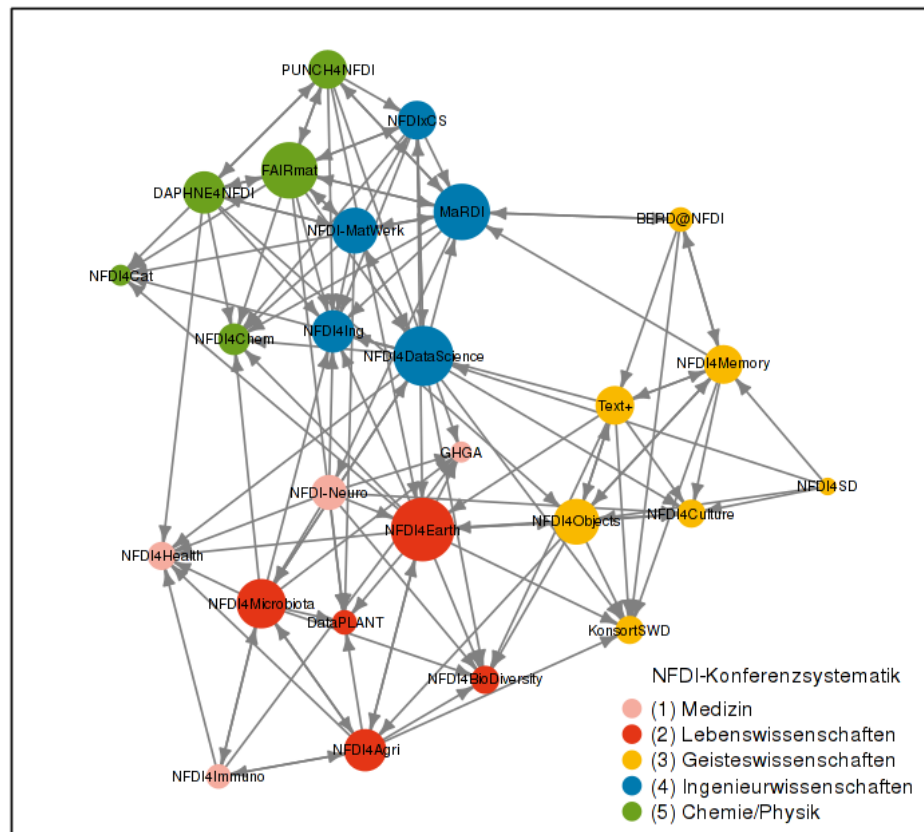 PUNCH4NFDI
NFDIxCS
FAIRmat
DAPHNE4NFDI
MaRDI
BERD@NFDI
NFDI-MatWerk
NFDI4Cat
NFDI4Chem
NFDI4Ing
NFDI4DataScience
NFDI4Memory
Text+
GHGA
NFDI-Neuro
NFDI4SD
NFDI4Earth
NFDI4Objects
NFDI4Culture
NFDI4Health
NFDI4Microbiota
DataPLANT
KonsortSWD
NFDI4BioDiversity
NFDI4Agri
NFDI4Immuno
NFDI-Konferenzsystematik
(1) Medizin
(2) Lebenswissenschaften
(3) Geisteswissenschaften
(4) Ingenieurwissenschaften
(5) Chemie/Physik